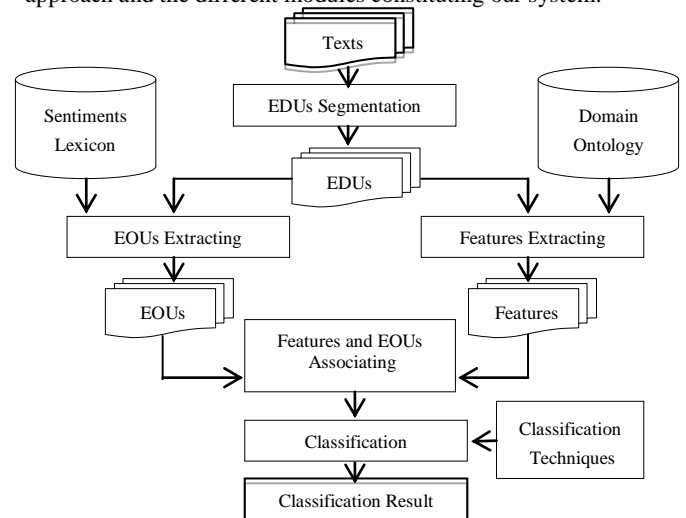 approach and the different modules constituting our system.
Texts
EDUs Segmentation
Sentiments
Lexicon
Domain
Ontology
EDUs
EOUs Extracting
Features Extracting
EOUs
Features
Features and EOUs
Associating
Classification
Classification
Techniques
Classification Result